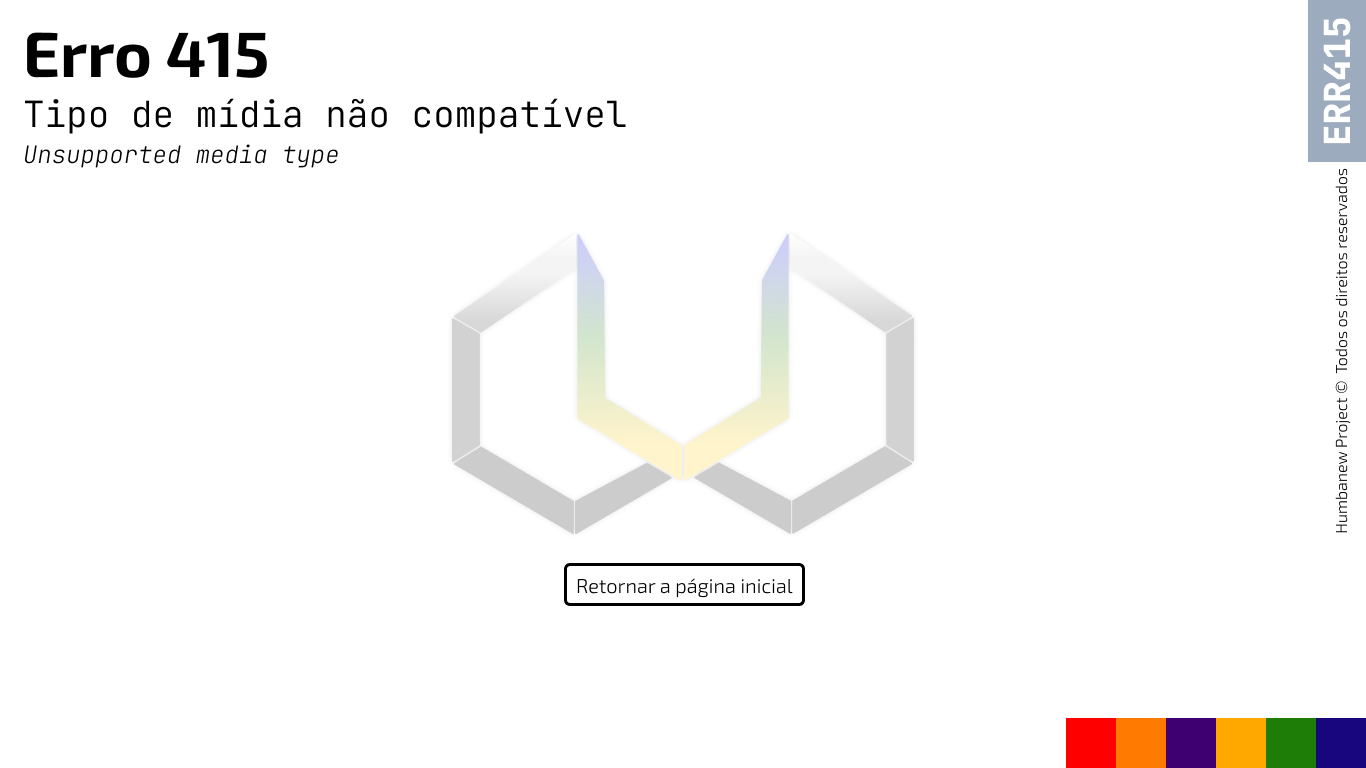 Erro 415
Tipo de mídia não compatível
Unsupported media type
ERR415
Humbanew Project © Todos os direitos reservados
Retornar a página inicial